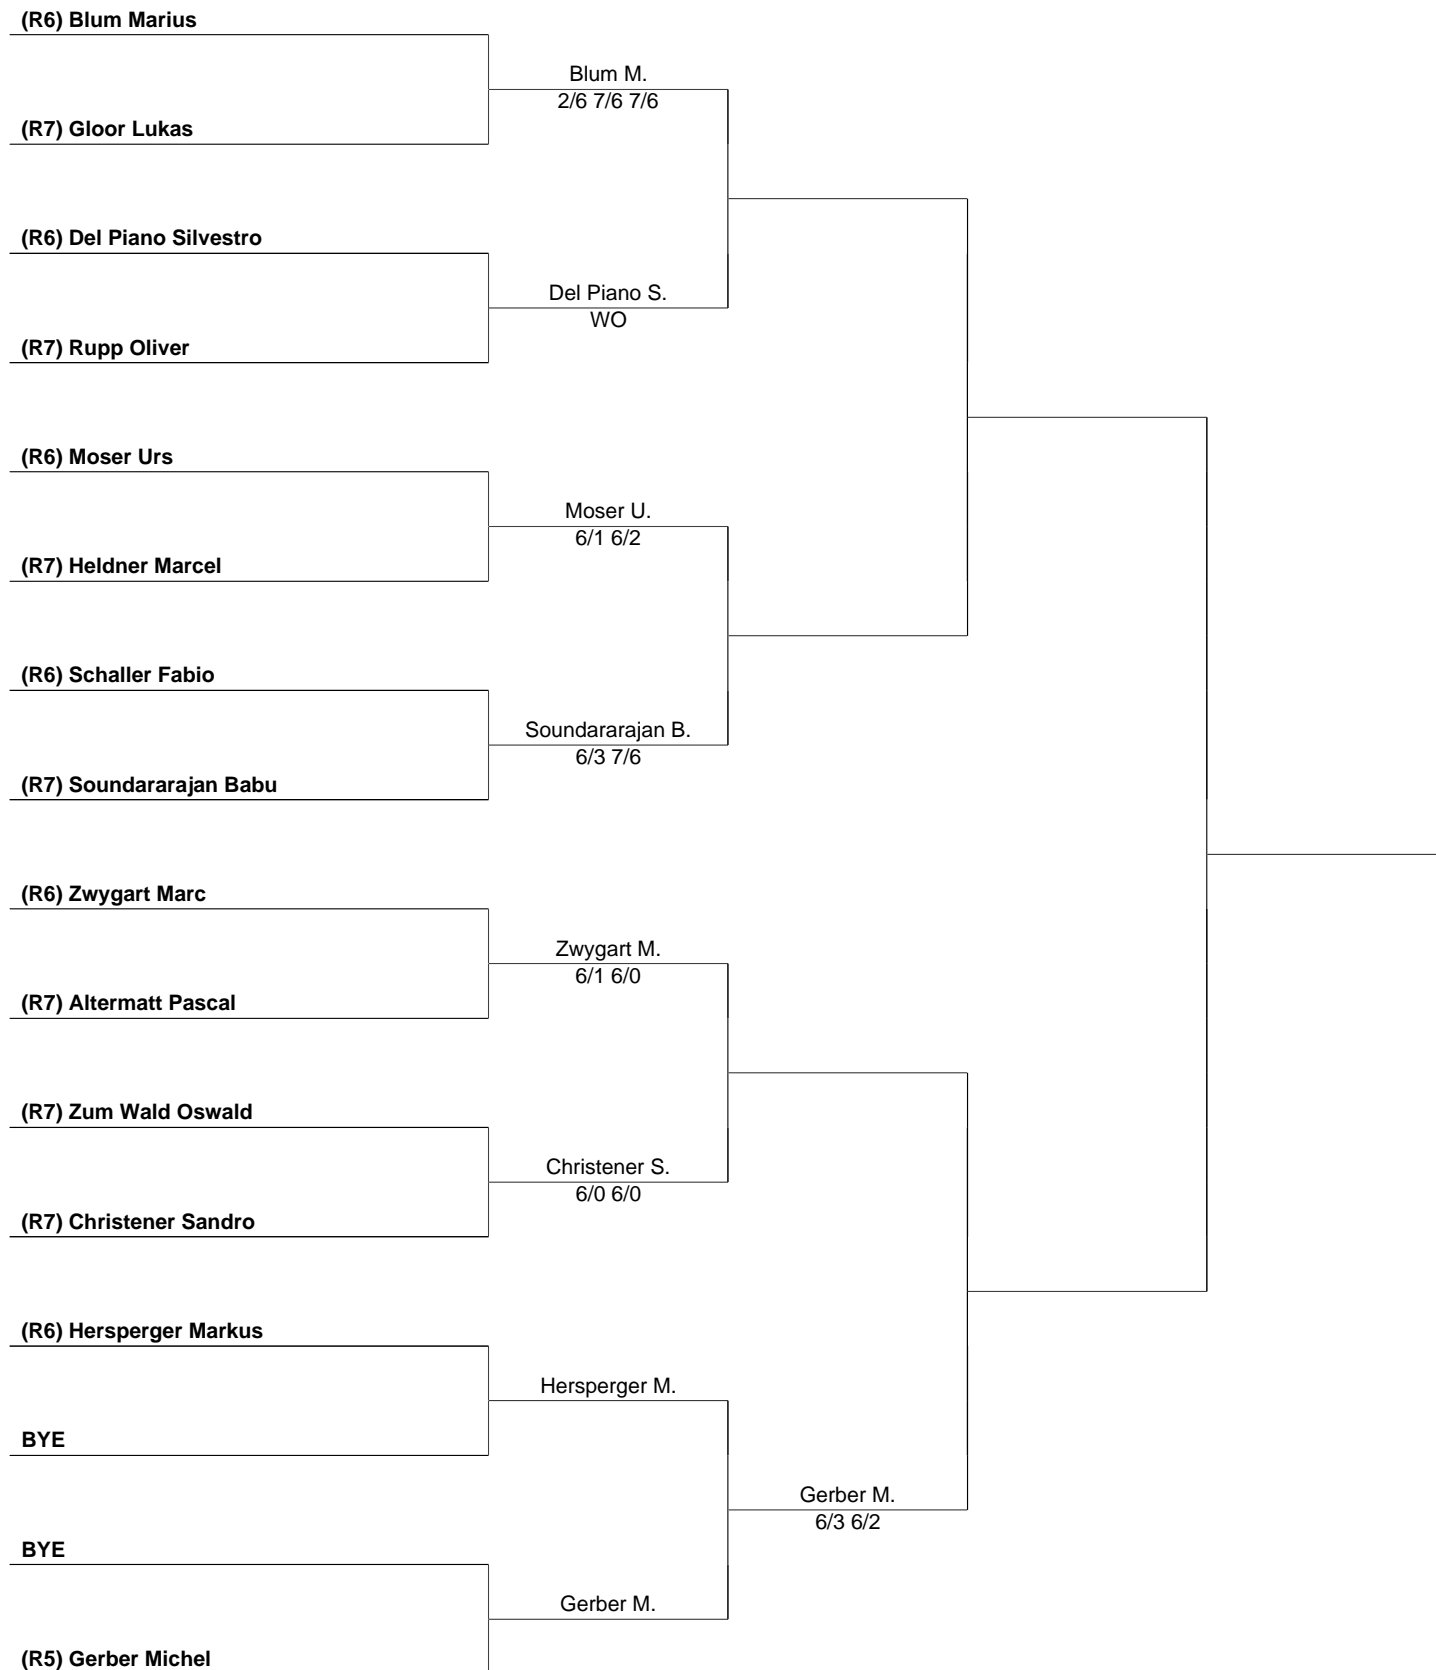 (R6) Blum Marius
Blum M.
2/6 7/6 7/6
(R7) Gloor Lukas
(R6) Del Piano Silvestro
Del Piano S.
WO
(R7) Rupp Oliver
(R6) Moser Urs
Moser U.
6/1 6/2
(R7) Heldner Marcel
(R6) Schaller Fabio
Soundararajan B.
6/3 7/6
(R7) Soundararajan Babu
(R6) Zwygart Marc
Zwygart M.
6/1 6/0
(R7) Altermatt Pascal
(R7) Zum Wald Oswald
Christener S.
6/0 6/0
(R7) Christener Sandro
(R6) Hersperger Markus
Hersperger M.
BYE
Gerber M.
6/3 6/2
BYE
Gerber M.
(R5) Gerber Michel